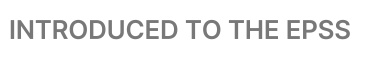 INTRODUCED TO THE EPSS